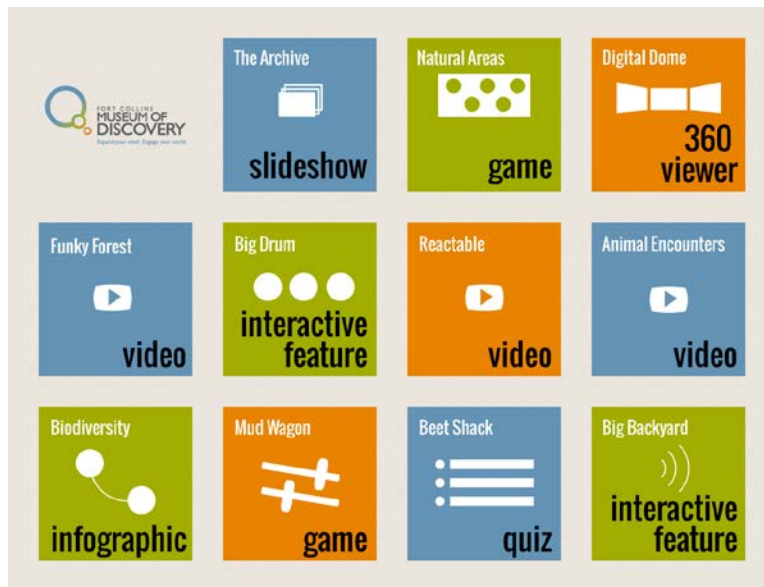 FORT COLLINS
MUSEUM OF
DISCOVERY
Expand your mind. Engage your world.
The Archive
slideshow
Natural Areas
game
Digital Dome
360
viewer
Funky Forest
video
Big Drum
interactive
feature
Reactable
video
Animal Encounters
video
Biodiversity
infographic
Mud Wagon
game
Beet Shack
quiz
Big Backyard
interactive
feature